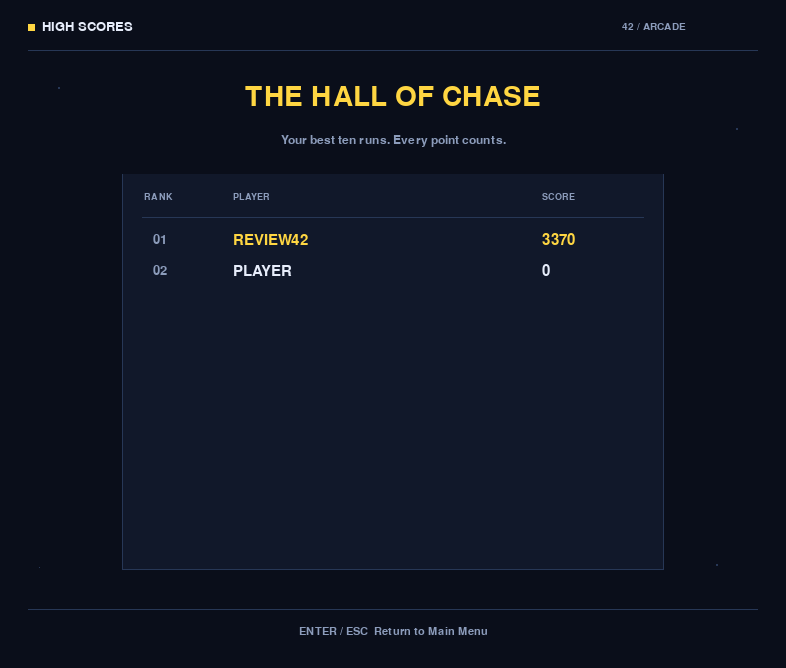 HIGH SCORES
42 / ARCADE
THE HALL OF CHASE
Your best ten runs. Every point counts.
RANK PLAYER SCORE
01 REVIEW42 3370
02 PLAYER 0
ENTER / ESC Return to Main Menu